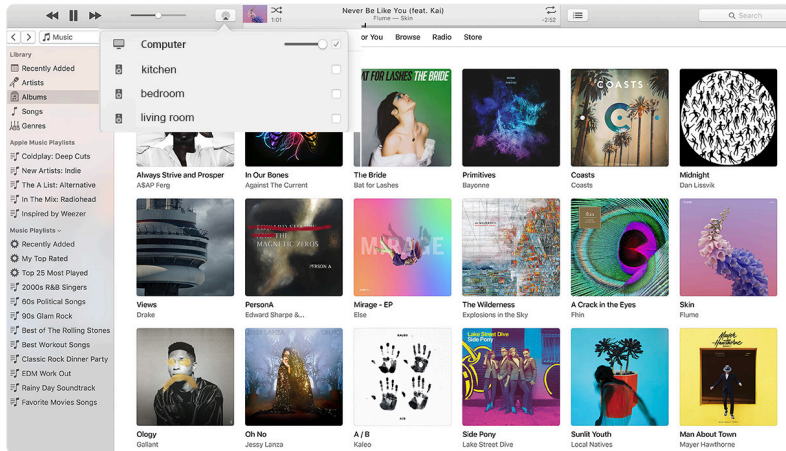 Never Be Like You (feat. Kai)
Flume — Skin
1:01
-2:52
Search
Music
or You Browse Radio Store
Computer
kitchen
bedroom
living room
Library
Recently Added
Artists
Albums
Songs
Genres
Apple Music Playlists
Coldplay: Deep Cuts
New Artists: Indie
The A List: Alternative
In The Mix: Radiohead
Inspired by Weezer
Music Playlists
Recently Added
My Top Rated
Top 25 Most Played
2000s R&B Singers
60s Political Songs
90s Glam Rock
Best of The Rolling Stones
Best Workout Songs
Classic Rock Dinner Party
EDM Work Out
Rainy Day Soundtrack
Favorite Movies Songs
AT FOR LASHES THE BRIDE
COASTS
C
Always Strive and Prosper
A$AP Ferg
In Our Bones
Against The Current
The Bride
Bat for Lashes
Primitives
Bayonne
Coasts
Coasts
Midnight
Dan Lissvik
EDWARD SHARPE
AND THE
MAGNETIC ZEROS
PERSON A
MIRAGE
fhin
Views
Drake
PersonA
Edward Sharpe &...
Mirage - EP
Else
The Wilderness
Explosions in the Sky
A Crack in the Eyes
Fhin
Skin
Flume
KALEO
A/B
Lake Street Dive
Side Pony
Mayer
Hawthorne
Ology
Gallant
Oh No
Jessy Lanza
A / B
Kaleo
Side Pony
Lake Street Dive
Sunlit Youth
Local Natives
Man About Town
Mayer Hawthorne